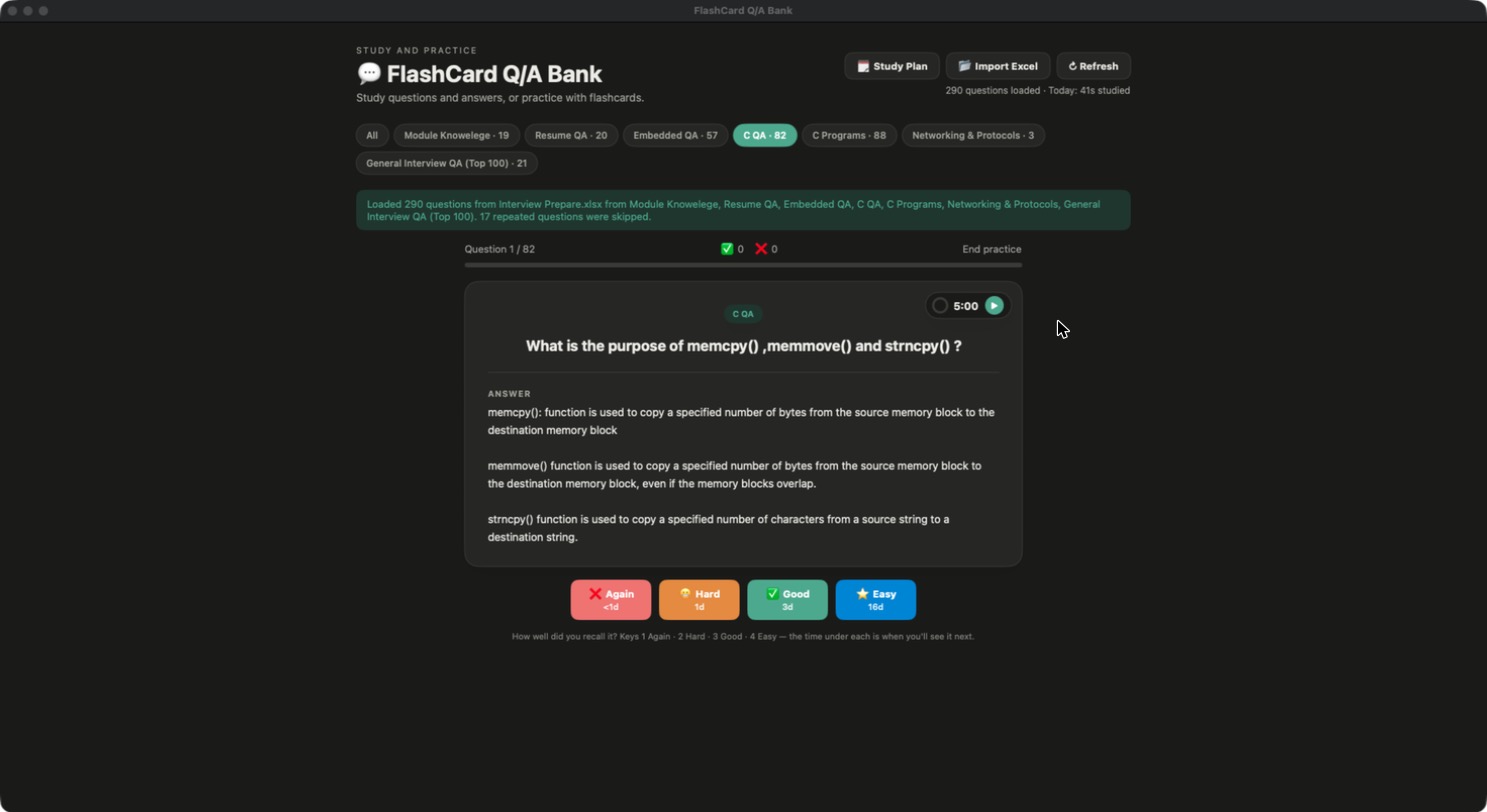 FlashCard Q/A Bank
STUDY AND PRACTICE
💬 FlashCard Q/A Bank
Study questions and answers, or practice with flashcards.
Study Plan
Import Excel
↻ Refresh
290 questions loaded · Today: 41s studied
All
Module Knowelege · 19
Resume QA · 20
Embedded QA · 57
C QA · 82
C Programs · 88
Networking & Protocols · 3
General Interview QA (Top 100) · 21
Loaded 290 questions from Interview Prepare.xlsx from Module Knowelege, Resume QA, Embedded QA, C QA, C Programs, Networking & Protocols, General
Interview QA (Top 100). 17 repeated questions were skipped.
Question 1 / 82
✅ 0 ❌ 0
End practice
5:00
C QA
What is the purpose of memcpy() ,memmove() and strncpy() ?
ANSWER
memcpy(): function is used to copy a specified number of bytes from the source memory block to the
destination memory block
memmove() function is used to copy a specified number of bytes from the source memory block to
the destination memory block, even if the memory blocks overlap.
strncpy() function is used to copy a specified number of characters from a source string to a
destination string.
❌ Again
<1d
Hard
1d
✅ Good
3d
⭐ Easy
16d
How well did you recall it? Keys 1 Again · 2 Hard · 3 Good · 4 Easy — the time under each is when you'll see it next.